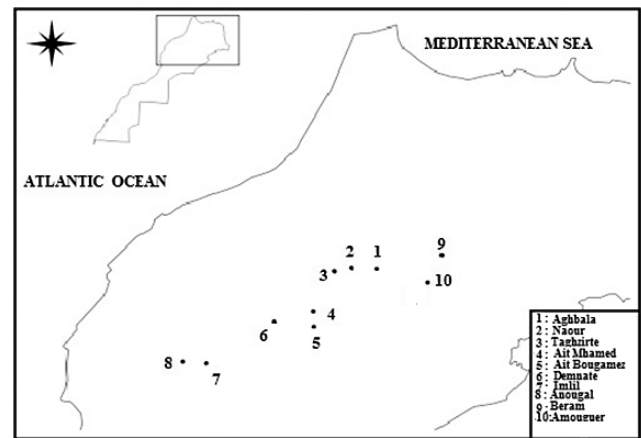 MEDITERRANEAN SEA
ATLANTIC OCEAN
9
2
1
3
10
4
6
5
8
7
1 : Aghbala
2 : Naour
3 : Taghzirte
4 : Ait Mhamed
5 : Ait Bougamez
6 : Demnate
7 : Imlil
8 : Anougal
9 : Beram
10 : Amouguer